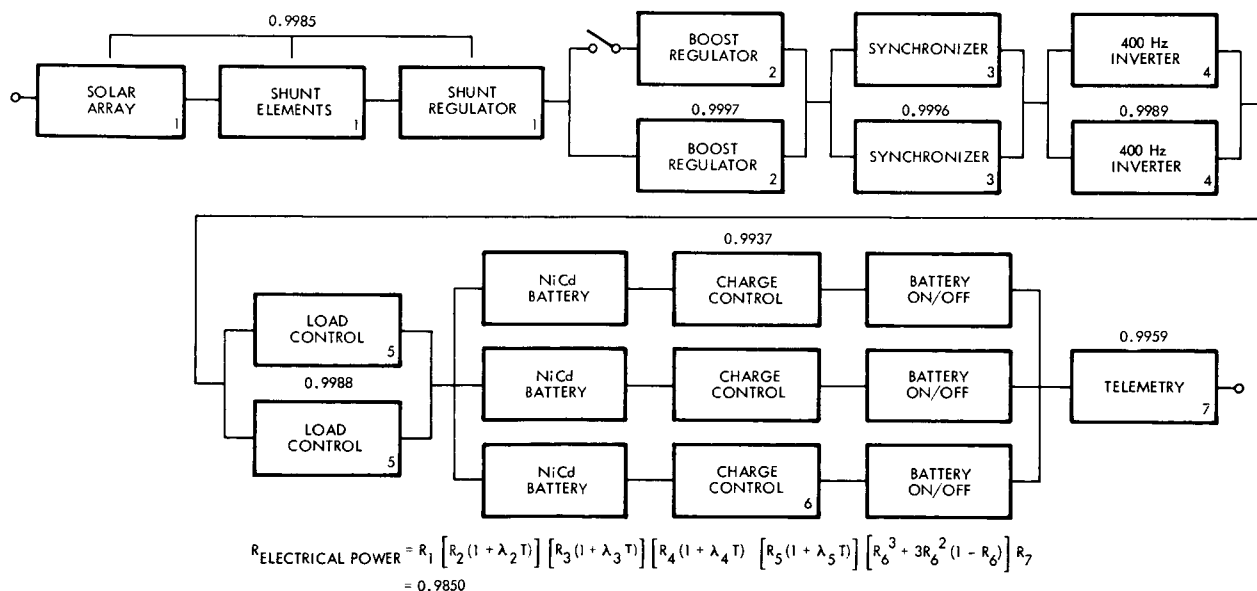 0.9985
SOLAR
ARRAY
1
SHUNT
ELEMENTS
1
SHUNT
REGULATOR
1
BOOST
REGULATOR
2
0.9997
BOOST
REGULATOR
2
SYNCHRONIZER
3
0.9996
SYNCHRONIZER
3
400 Hz
INVERTER
4
0.9989
400 Hz
INVERTER
4
LOAD
CONTROL
5
0.9988
LOAD
CONTROL
5
0.9937
NiCd
BATTERY
CHARGE
CONTROL
BATTERY
ON/OFF
NiCd
BATTERY
CHARGE
CONTROL
BATTERY
ON/OFF
NiCd
BATTERY
CHARGE
CONTROL
6
BATTERY
ON/OFF
0.9959
TELEMETRY
7
R_ELECTRICAL POWER = R_1 [R_2 (1 + λ_2 T)] [R_3 (1 + λ_3 T)] [R_4 (1 + λ_4 T) [R_5 (1 + λ_5 T)] [R_6^3 + 3R_6^2 (1 - R_6)] R_7
= 0.9850